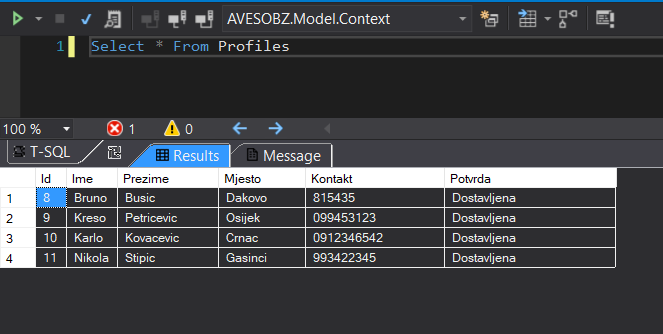 AVESOBZ.Model.Context
1 Select * From Profiles
100 % 1 0
T-SQL Results Message
Id Ime Prezime Mjesto Kontakt Potvrda
1 8 Bruno Busic Dakovo 815435 Dostavljena
2 9 Kreso Petricevic Osijek 099453123 Dostavljena
3 10 Karlo Kovacevic Crnac 0912346542 Dostavljena
4 11 Nikola Stipic Gasinci 993422345 Dostavljena